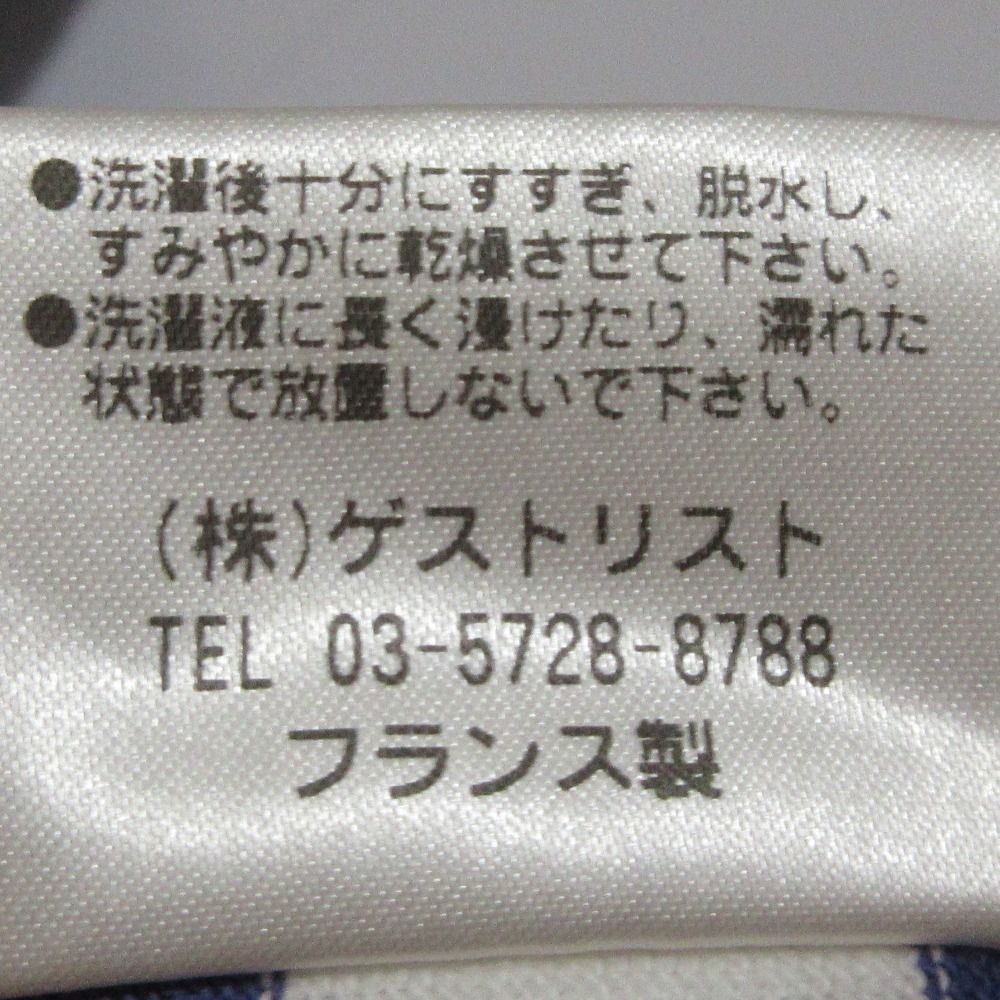 ●洗濯後十分にすすぎ、脱水し、
すみやかに乾燥させて下さい。
●洗濯液に長く浸けたり、濡れた
状態で放置しないで下さい。
(株)ゲストリスト
TEL 03-5728-8788
フランス製